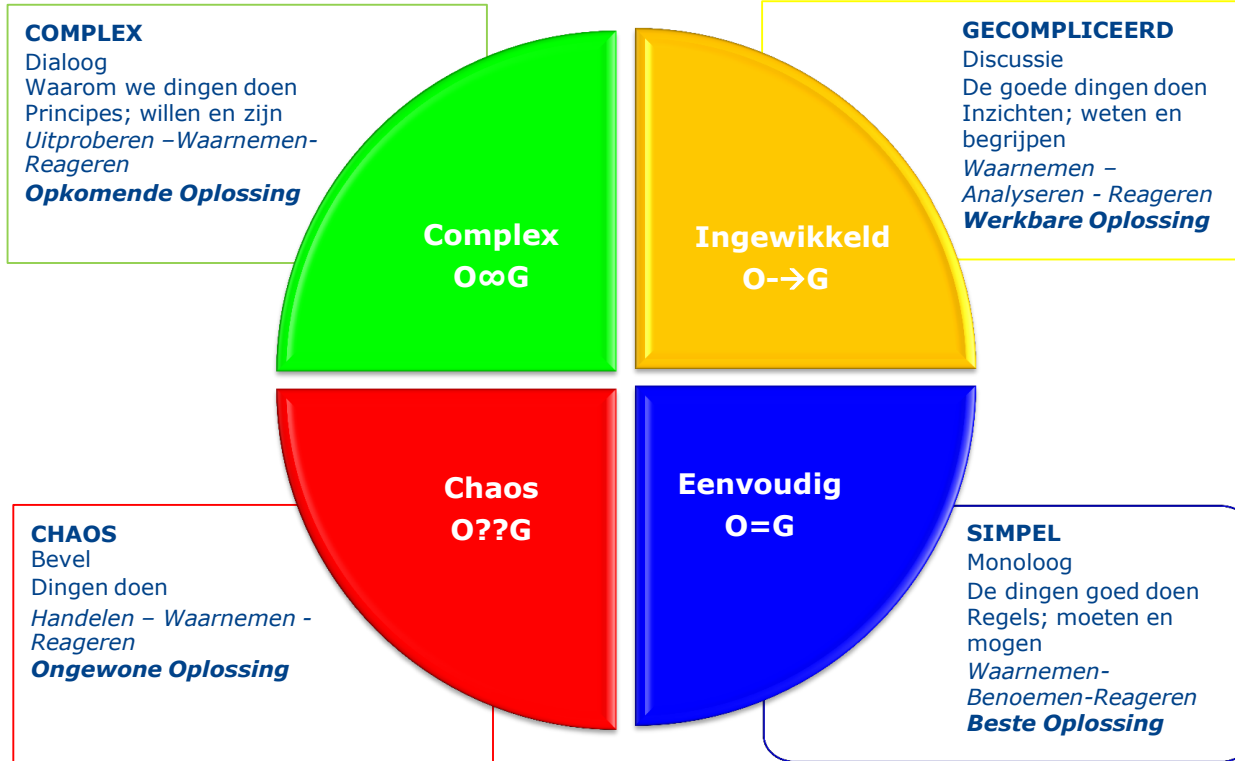 COMPLEX
Dialoog
Waarom we dingen doen
Principes; willen en zijn
Uitproberen –Waarnemen-
Reageren
Opkomende Oplossing
GECOMPLICEERD
Discussie
De goede dingen doen
Inzichten; weten en
begrijpen
Waarnemen –
Analyseren - Reageren
Werkbare Oplossing
Complex
O∞G
Ingewikkeld
O-→G
Chaos
O??G
Eenvoudig
O=G
CHAOS
Bevel
Dingen doen
Handelen – Waarnemen -
Reageren
Ongewone Oplossing
SIMPEL
Monoloog
De dingen goed doen
Regels; moeten en
mogen
Waarnemen-
Benoemen-Reageren
Beste Oplossing